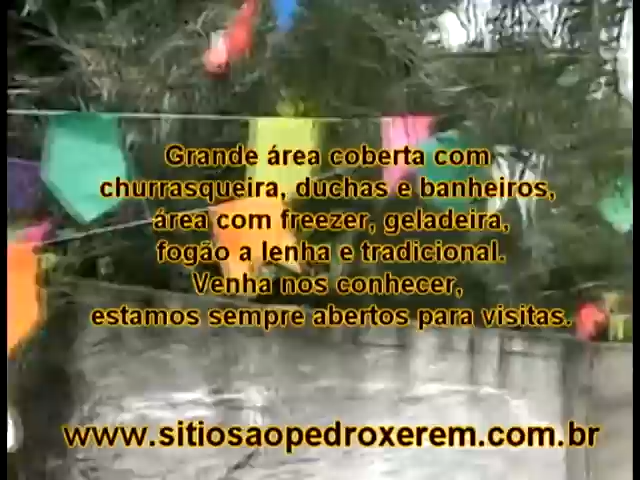 Grande área coberta com
churrasqueira, duchas e banheiros,
área com freezer, geladeira,
fogão a lenha e tradicional.
Venha nos conhecer,
estamos sempre abertos para visitas.
www.sitiosaopedroxerem.com.br